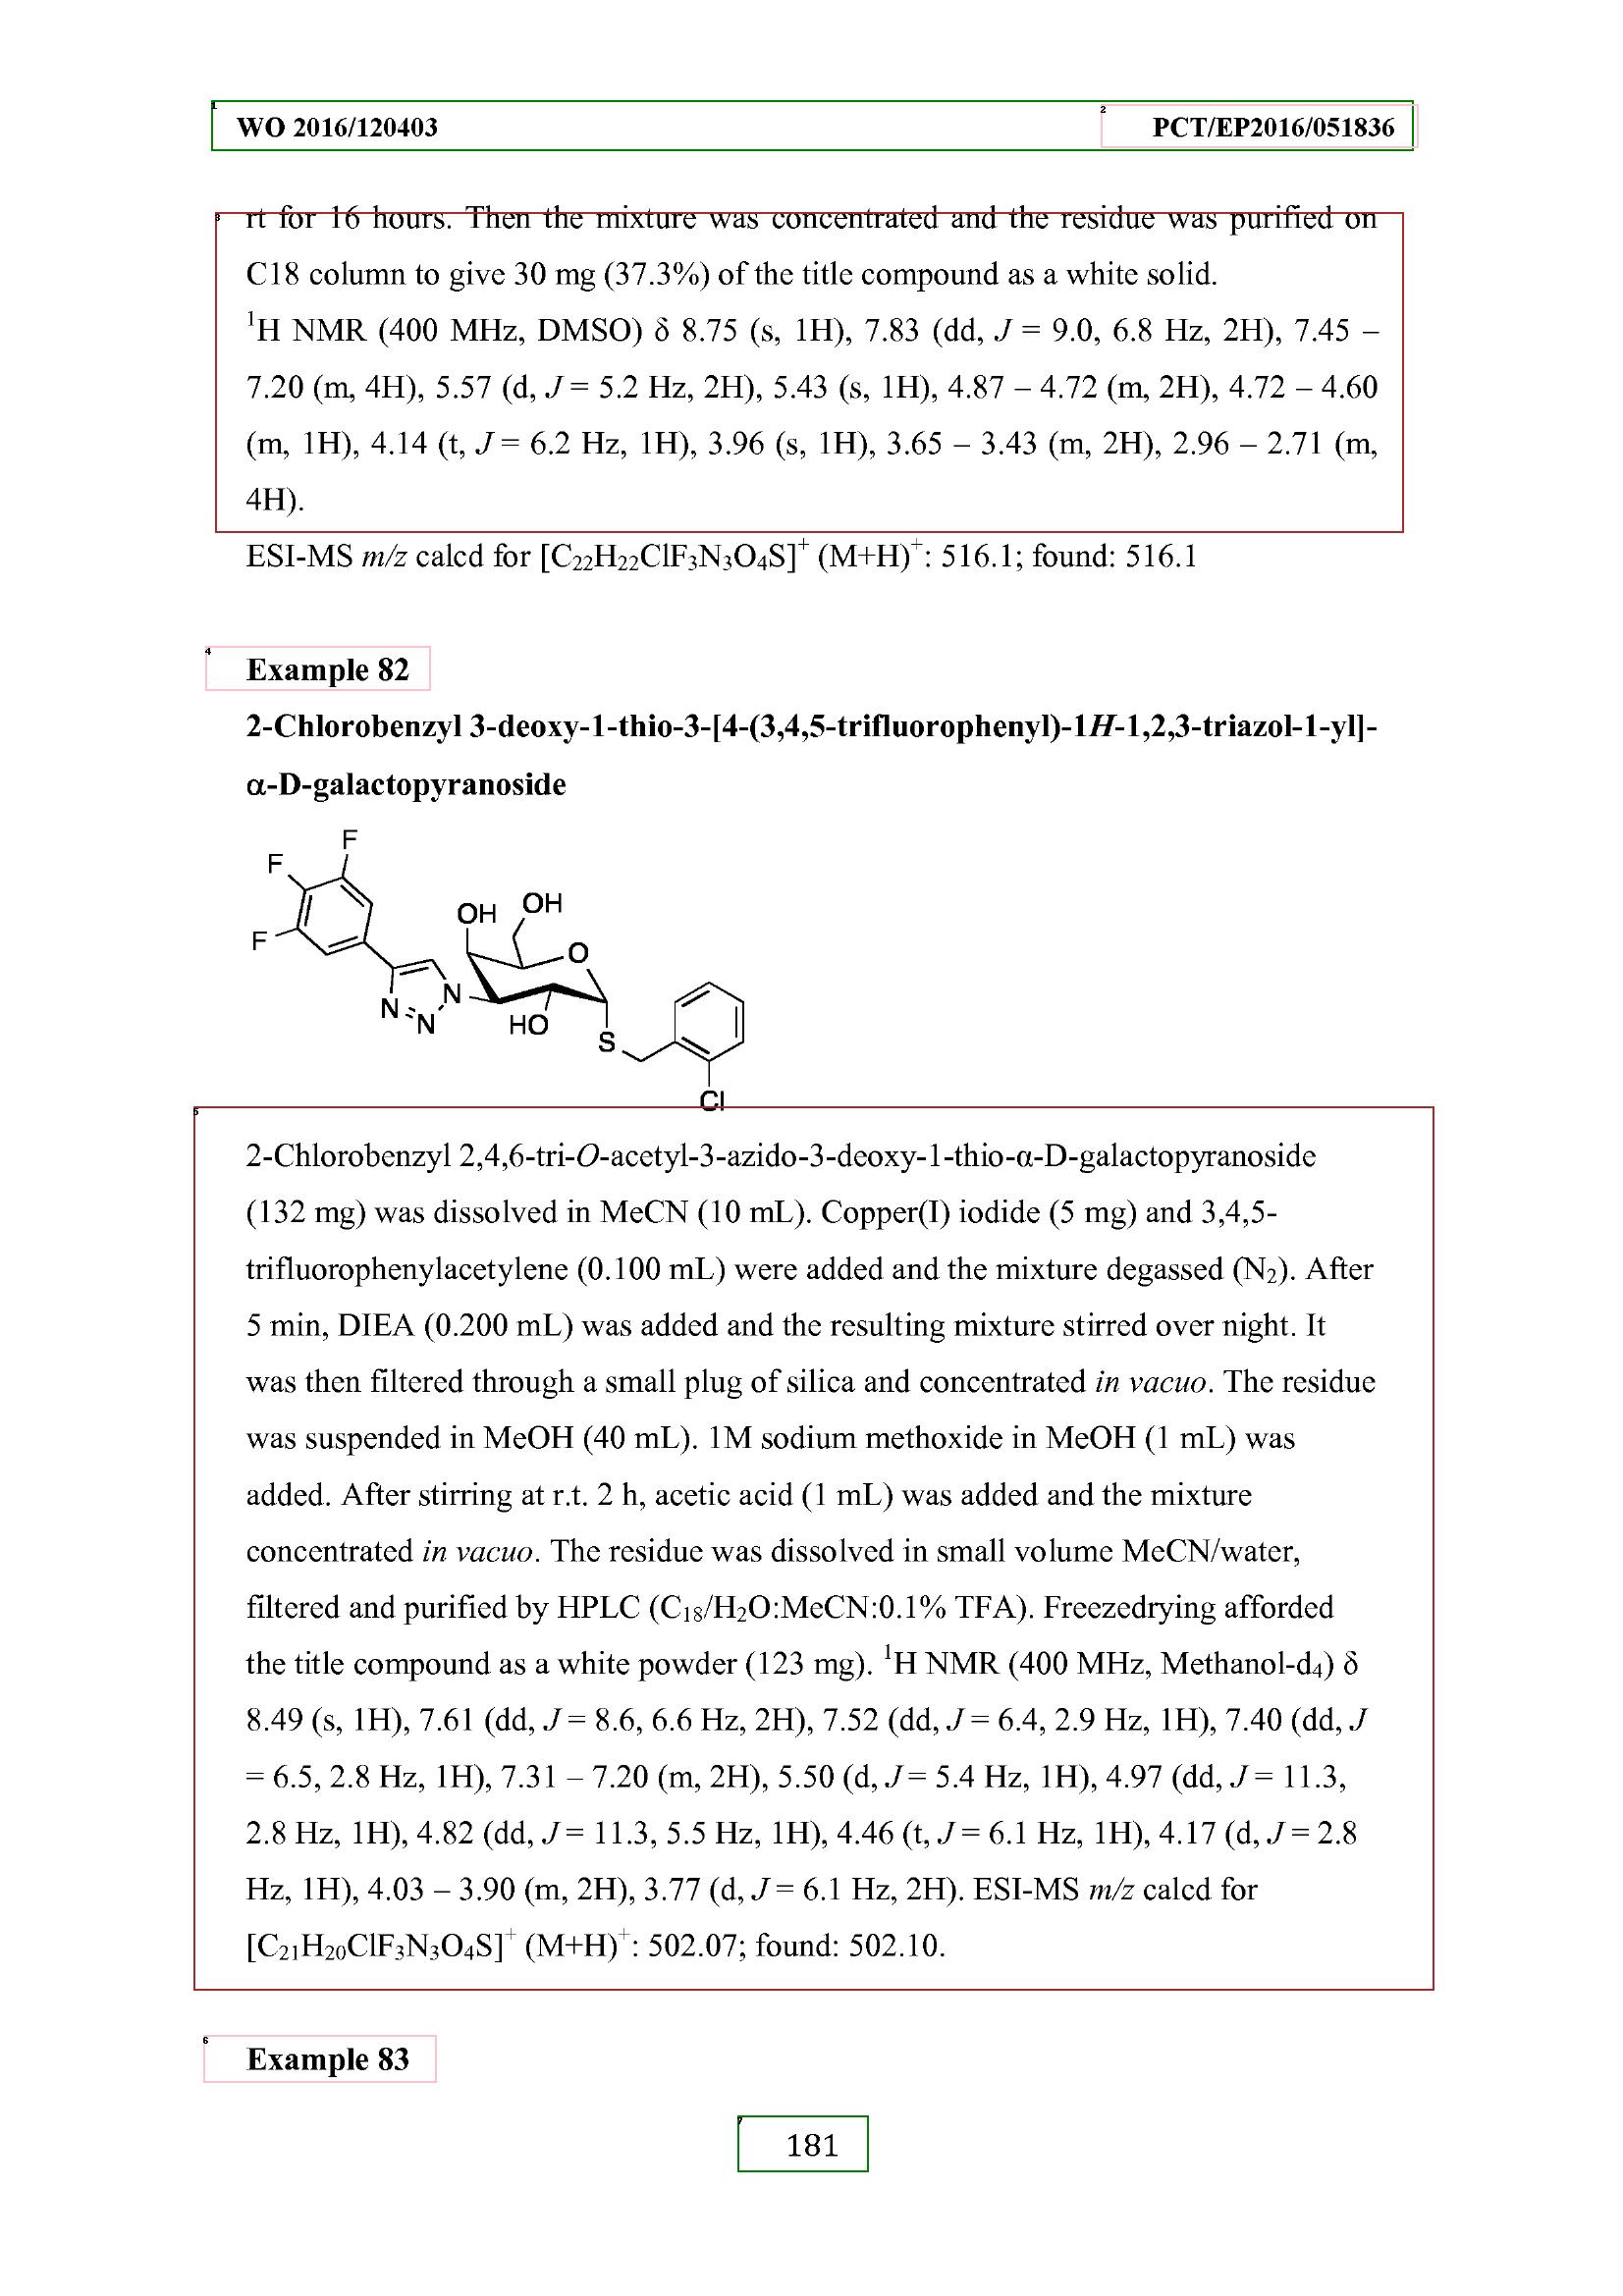 WO 2016/120403 PCT/EP2016/051836
rt for 16 hours. Then the mixture was concentrated and the residue was purified on
C18 column to give 30 mg (37.3%) of the title compound as a white solid.
¹H NMR (400 MHz, DMSO) δ 8.75 (s, 1H), 7.83 (dd, J = 9.0, 6.8 Hz, 2H), 7.45 –
7.20 (m, 4H), 5.57 (d, J = 5.2 Hz, 2H), 5.43 (s, 1H), 4.87 – 4.72 (m, 2H), 4.72 – 4.60
(m, 1H), 4.14 (t, J = 6.2 Hz, 1H), 3.96 (s, 1H), 3.65 – 3.43 (m, 2H), 2.96 – 2.71 (m,
4H).
ESI-MS m/z calcd for [C₂₂H₂₂ClF₃N₃O₄S]⁺ (M+H)⁺: 516.1; found: 516.1
Example 82
2-Chlorobenzyl 3-deoxy-1-thio-3-[4-(3,4,5-trifluorophenyl)-1H-1,2,3-triazol-1-yl]-
α-D-galactopyranoside
F
F
F
OH
OH
O
N
N
N
HO
S
Cl
2-Chlorobenzyl 2,4,6-tri-O-acetyl-3-azido-3-deoxy-1-thio-α-D-galactopyranoside
(132 mg) was dissolved in MeCN (10 mL). Copper(I) iodide (5 mg) and 3,4,5-
trifluorophenylacetylene (0.100 mL) were added and the mixture degassed (N₂). After
5 min, DIEA (0.200 mL) was added and the resulting mixture stirred over night. It
was then filtered through a small plug of silica and concentrated in vacuo. The residue
was suspended in MeOH (40 mL). 1M sodium methoxide in MeOH (1 mL) was
added. After stirring at r.t. 2 h, acetic acid (1 mL) was added and the mixture
concentrated in vacuo. The residue was dissolved in small volume MeCN/water,
filtered and purified by HPLC (C₁₈/H₂O:MeCN:0.1% TFA). Freezedrying afforded
the title compound as a white powder (123 mg). ¹H NMR (400 MHz, Methanol-d₄) δ
8.49 (s, 1H), 7.61 (dd, J = 8.6, 6.6 Hz, 2H), 7.52 (dd, J = 6.4, 2.9 Hz, 1H), 7.40 (dd, J
= 6.5, 2.8 Hz, 1H), 7.31 – 7.20 (m, 2H), 5.50 (d, J = 5.4 Hz, 1H), 4.97 (dd, J = 11.3,
2.8 Hz, 1H), 4.82 (dd, J = 11.3, 5.5 Hz, 1H), 4.46 (t, J = 6.1 Hz, 1H), 4.17 (d, J = 2.8
Hz, 1H), 4.03 – 3.90 (m, 2H), 3.77 (d, J = 6.1 Hz, 2H). ESI-MS m/z calcd for
[C₂₁H₂₀ClF₃N₃O₄S]⁺ (M+H)⁺: 502.07; found: 502.10.
Example 83
181